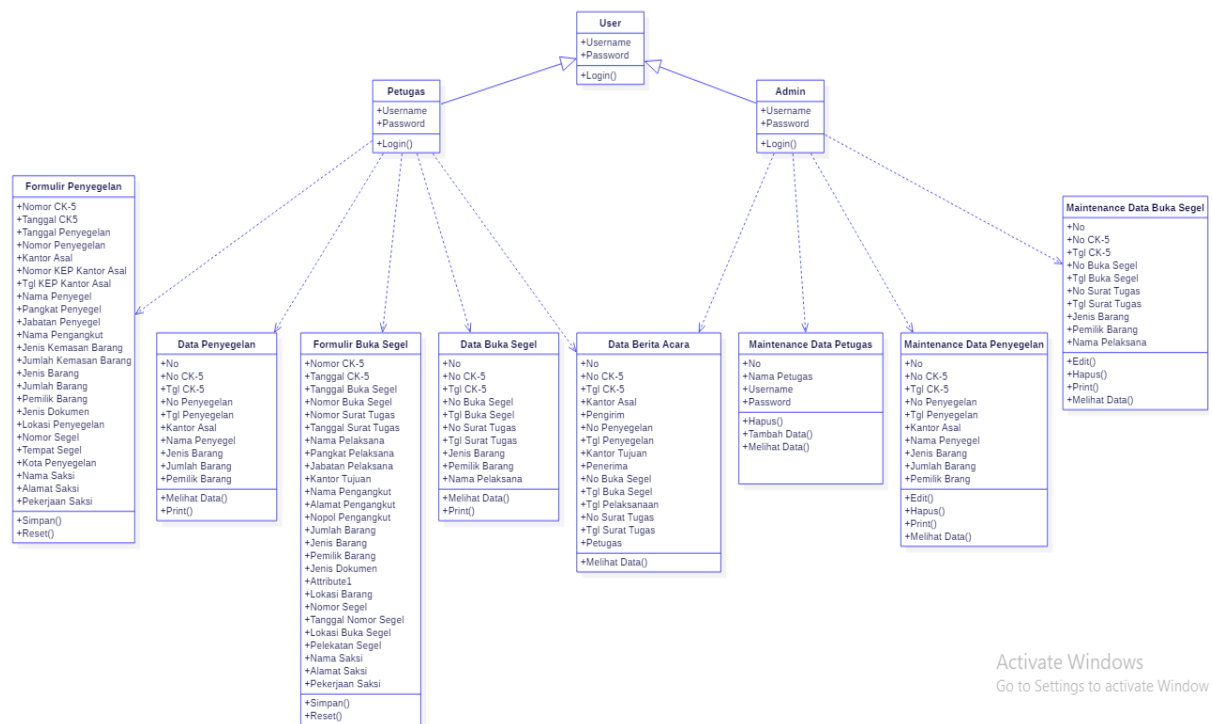 User
+Username
+Password
+Login()
Petugas
+Username
+Password
+Login()
Admin
+Username
+Password
+Login()
Formulir Penyegelan
+Nomor CK-5
+Tanggal CK5
+Tanggal Penyegelan
+Nomor Penyegelan
+Kantor Asal
+Nomor KEP Kantor Asal
+Tgl KEP Kantor Asal
+Nama Penyegel
+Pangkat Penyegel
+Jabatan Penyegel
+Nama Pengangkut
+Jenis Kemasan Barang
+Jumlah Kemasan Barang
+Jenis Barang
+Jumlah Barang
+Pemilik Barang
+Jenis Dokumen
+Lokasi Penyegelan
+Nomor Segel
+Tempat Segel
+Kota Penyegelan
+Nama Saksi
+Alamat Saksi
+Pekerjaan Saksi
+Simpan()
+Reset()
Data Penyegelan
+No
+No CK-5
+Tgl CK-5
+No Penyegelan
+Tgl Penyegelan
+Kantor Asal
+Nama Penyegel
+Jenis Barang
+Jumlah Barang
+Pemilik Barang
+Melihat Data()
+Print()
Formulir Buka Segel
+Nomor CK-5
+Tanggal CK-5
+Tanggal Buka Segel
+Nomor Buka Segel
+Nomor Surat Tugas
+Tanggal Surat Tugas
+Nama Pelaksana
+Pangkat Pelaksana
+Jabatan Pelaksana
+Kantor Tujuan
+Nama Pengangkut
+Alamat Pengangkut
+Nopol Pengangkut
+Jumlah Barang
+Jenis Barang
+Pemilik Barang
+Jenis Dokumen
+Attribute1
+Lokasi Barang
+Nomor Segel
+Tanggal Nomor Segel
+Lokasi Buka Segel
+Pelekatan Segel
+Nama Saksi
+Alamat Saksi
+Pekerjaan Saksi
+Simpan()
+Reset()
Data Buka Segel
+No
+No CK-5
+Tgl CK-5
+No Buka Segel
+Tgl Buka Segel
+No Surat Tugas
+Tgl Surat Tugas
+Jenis Barang
+Pemilik Barang
+Nama Pelaksana
+Melihat Data()
+Print()
Data Berita Acara
+No
+No CK-5
+Tgl CK-5
+Kantor Asal
+Pengirim
+No Penyegelan
+Tgl Penyegelan
+Kantor Tujuan
+Penerima
+No Buka Segel
+Tgl Buka Segel
+Tgl Pelaksanaan
+No Surat Tugas
+Tgl Surat Tugas
+Petugas
+Melihat Data()
Maintenance Data Petugas
+No
+Nama Petugas
+Username
+Password
+Hapus()
+Tambah Data()
+Melihat Data()
Maintenance Data Penyegelan
+No
+No CK-5
+Tgl CK-5
+No Penyegelan
+Tgl Penyegelan
+Kantor Asal
+Nama Penyegel
+Jenis Barang
+Jumlah Barang
+Pemilik Brang
+Edit()
+Hapus()
+Print()
+Melihat Data()
Maintenance Data Buka Segel
+No
+No CK-5
+Tgl CK-5
+No Buka Segel
+Tgl Buka Segel
+No Surat Tugas
+Tgl Surat Tugas
+Jenis Barang
+Pemilik Barang
+Nama Pelaksana
+Edit()
+Hapus()
+Print()
+Melihat Data()
Activate Windows
Go to Settings to activate Window